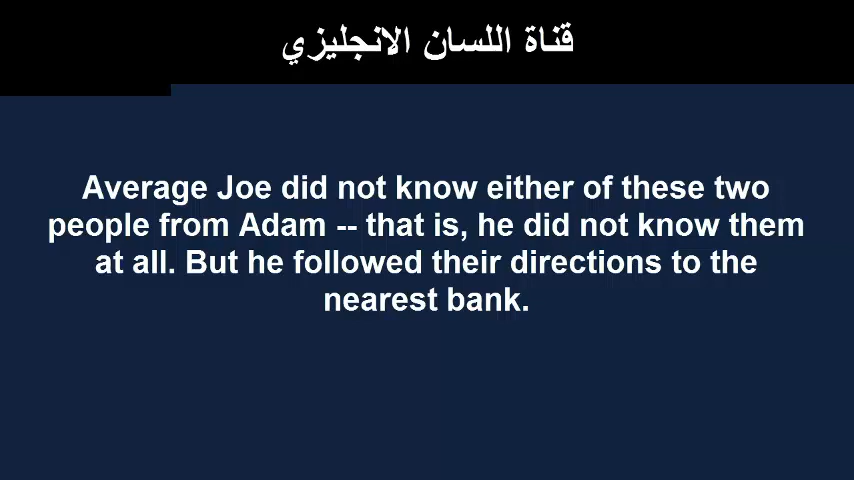 قناة اللسان الانجليزي
Average Joe did not know either of these two
people from Adam -- that is, he did not know them
at all. But he followed their directions to the
nearest bank.